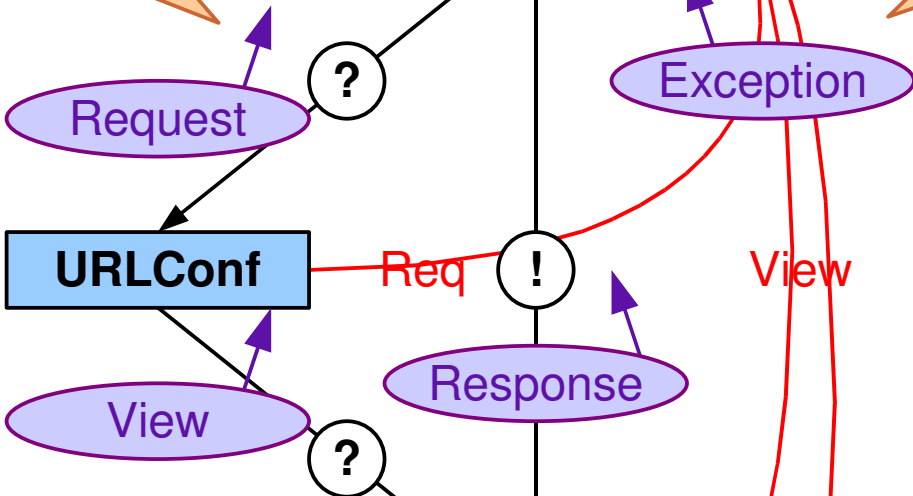 ?
Exception
Request
URLConf
Req
!
View
Response
View
?